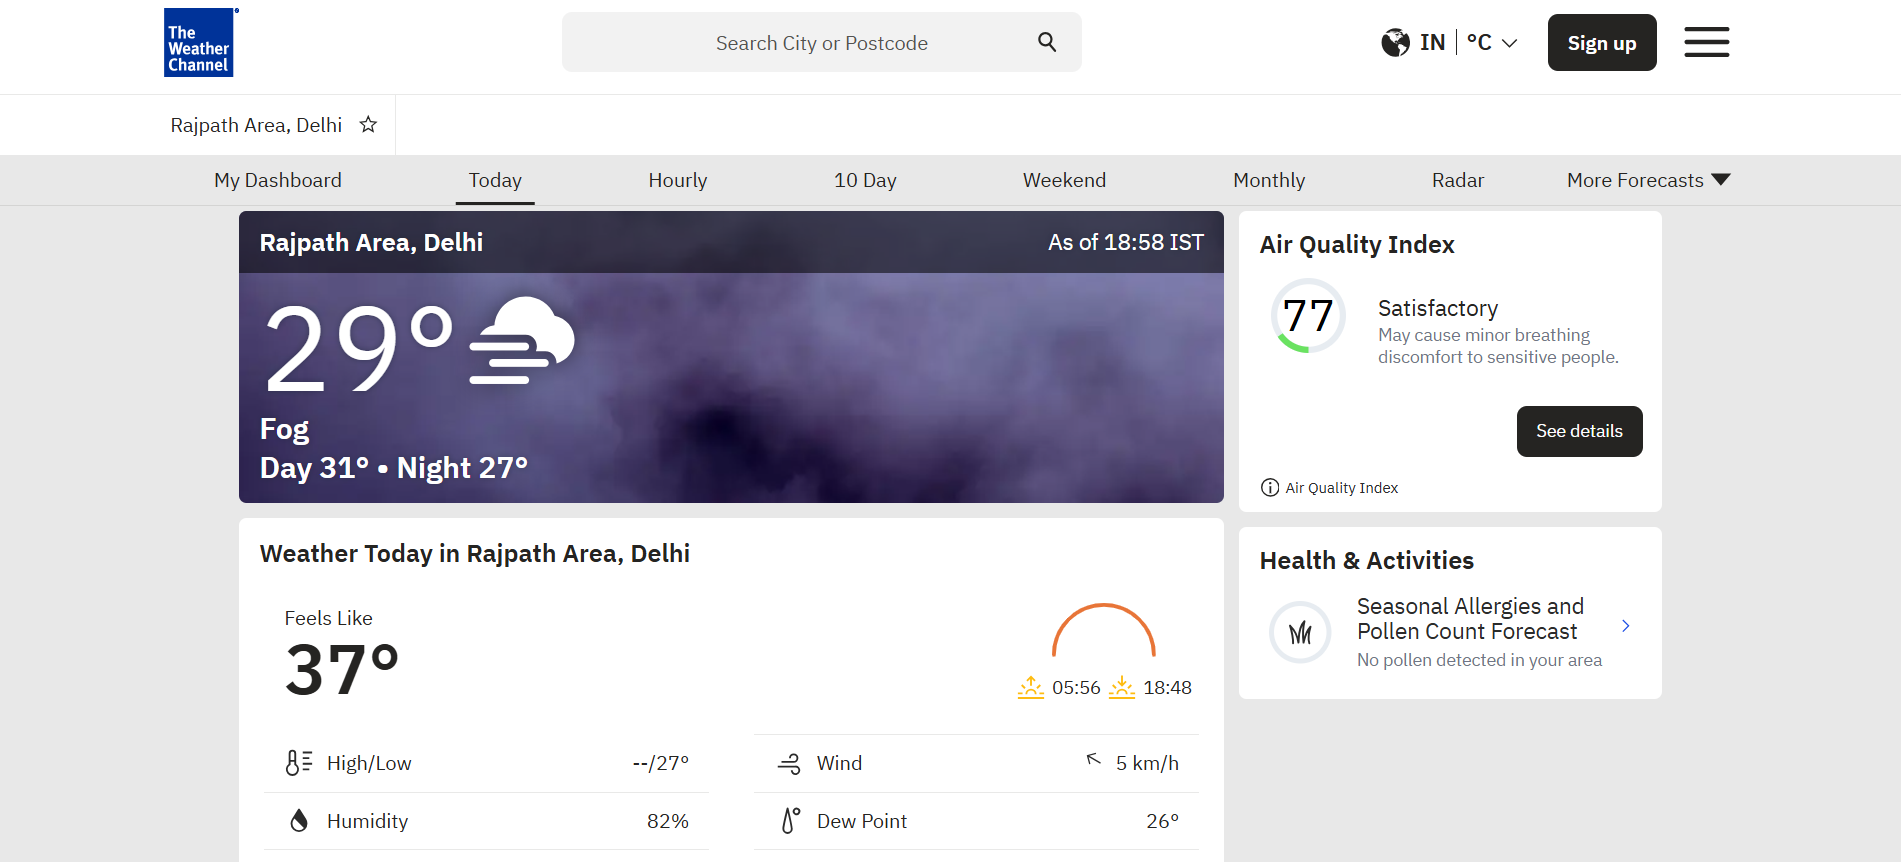 The
Weather
Channel
Search City or Postcode
IN
°C
Sign up
Rajpath Area, Delhi
My Dashboard
Today
Hourly
10 Day
Weekend
Monthly
Radar
More Forecasts
Rajpath Area, Delhi
As of 18:58 IST
29°
Fog
Day 31° • Night 27°
Air Quality Index
77
Satisfactory
May cause minor breathing
discomfort to sensitive people.
See details
Air Quality Index
Weather Today in Rajpath Area, Delhi
Feels Like
37°
05:56
18:48
High/Low
--/27°
Wind
5 km/h
Humidity
82%
Dew Point
26°
Health & Activities
Seasonal Allergies and
Pollen Count Forecast
No pollen detected in your area